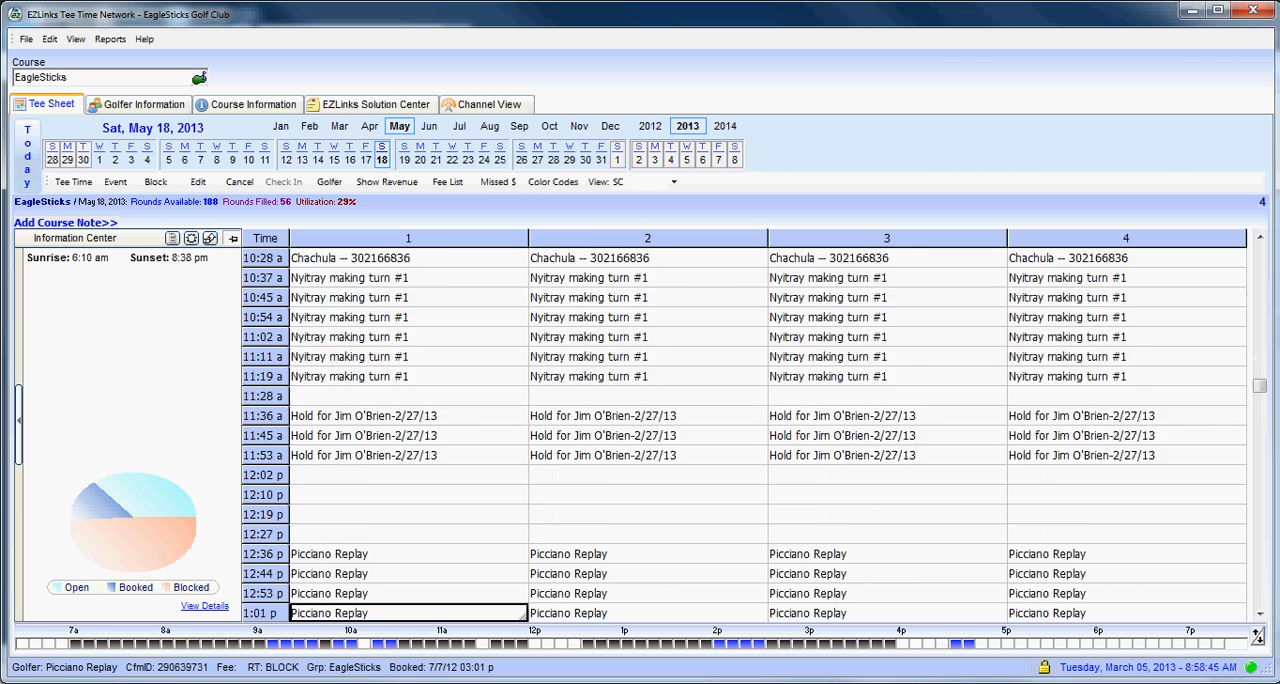 EZLinks Tee Time Network - EagleSticks Golf Club
File Edit View Reports Help
Course
EagleSticks
Tee Sheet Golfer Information Course Information EZLinks Solution Center Channel View
Today
Sat, May 18, 2013 Jan Feb Mar Apr May Jun Jul Aug Sep Oct Nov Dec 2012 2013 2014
S M T W T F S S M T W T F S S M T W T F S S M T W T F S S M T W T F S S M T W T F S
28 29 30 1 2 3 4 5 6 7 8 9 10 11 12 13 14 15 16 17 18 19 20 21 22 23 24 25 26 27 28 29 30 31 1 2 3 4 5 6 7 8
Tee Time Event Block Edit Cancel Check In Golfer Show Revenue Fee List Missed $ Color Codes View: SC
EagleSticks / May 18, 2013: Rounds Available: 188 Rounds Filled: 56 Utilization: 29% 4
Add Course Note>>
Information Center Time 1 2 3 4
Sunrise: 6:10 am Sunset: 8:38 pm
10:28 a Chachula -- 302166836 Chachula -- 302166836 Chachula -- 302166836 Chachula -- 302166836
10:37 a Nyitray making turn #1 Nyitray making turn #1 Nyitray making turn #1 Nyitray making turn #1
10:45 a Nyitray making turn #1 Nyitray making turn #1 Nyitray making turn #1 Nyitray making turn #1
10:54 a Nyitray making turn #1 Nyitray making turn #1 Nyitray making turn #1 Nyitray making turn #1
11:02 a Nyitray making turn #1 Nyitray making turn #1 Nyitray making turn #1 Nyitray making turn #1
11:11 a Nyitray making turn #1 Nyitray making turn #1 Nyitray making turn #1 Nyitray making turn #1
11:19 a Nyitray making turn #1 Nyitray making turn #1 Nyitray making turn #1 Nyitray making turn #1
11:28 a
11:36 a Hold for Jim O'Brien-2/27/13 Hold for Jim O'Brien-2/27/13 Hold for Jim O'Brien-2/27/13 Hold for Jim O'Brien-2/27/13
11:45 a Hold for Jim O'Brien-2/27/13 Hold for Jim O'Brien-2/27/13 Hold for Jim O'Brien-2/27/13 Hold for Jim O'Brien-2/27/13
11:53 a Hold for Jim O'Brien-2/27/13 Hold for Jim O'Brien-2/27/13 Hold for Jim O'Brien-2/27/13 Hold for Jim O'Brien-2/27/13
12:02 p
12:10 p
12:19 p
12:27 p
12:36 p Picciano Replay Picciano Replay Picciano Replay Picciano Replay
12:44 p Picciano Replay Picciano Replay Picciano Replay Picciano Replay
12:53 p Picciano Replay Picciano Replay Picciano Replay Picciano Replay
1:01 p Picciano Replay Picciano Replay Picciano Replay Picciano Replay
Open Booked Blocked
View Details
7a 8a 9a 10a 11a 12p 1p 2p 3p 4p 5p 6p 7p
Golfer: Picciano Replay CfmID: 290639731 Fee: RT: BLOCK Grp: EagleSticks Booked: 7/7/12 03:01 p Tuesday, March 05, 2013 - 8:58:45 AM